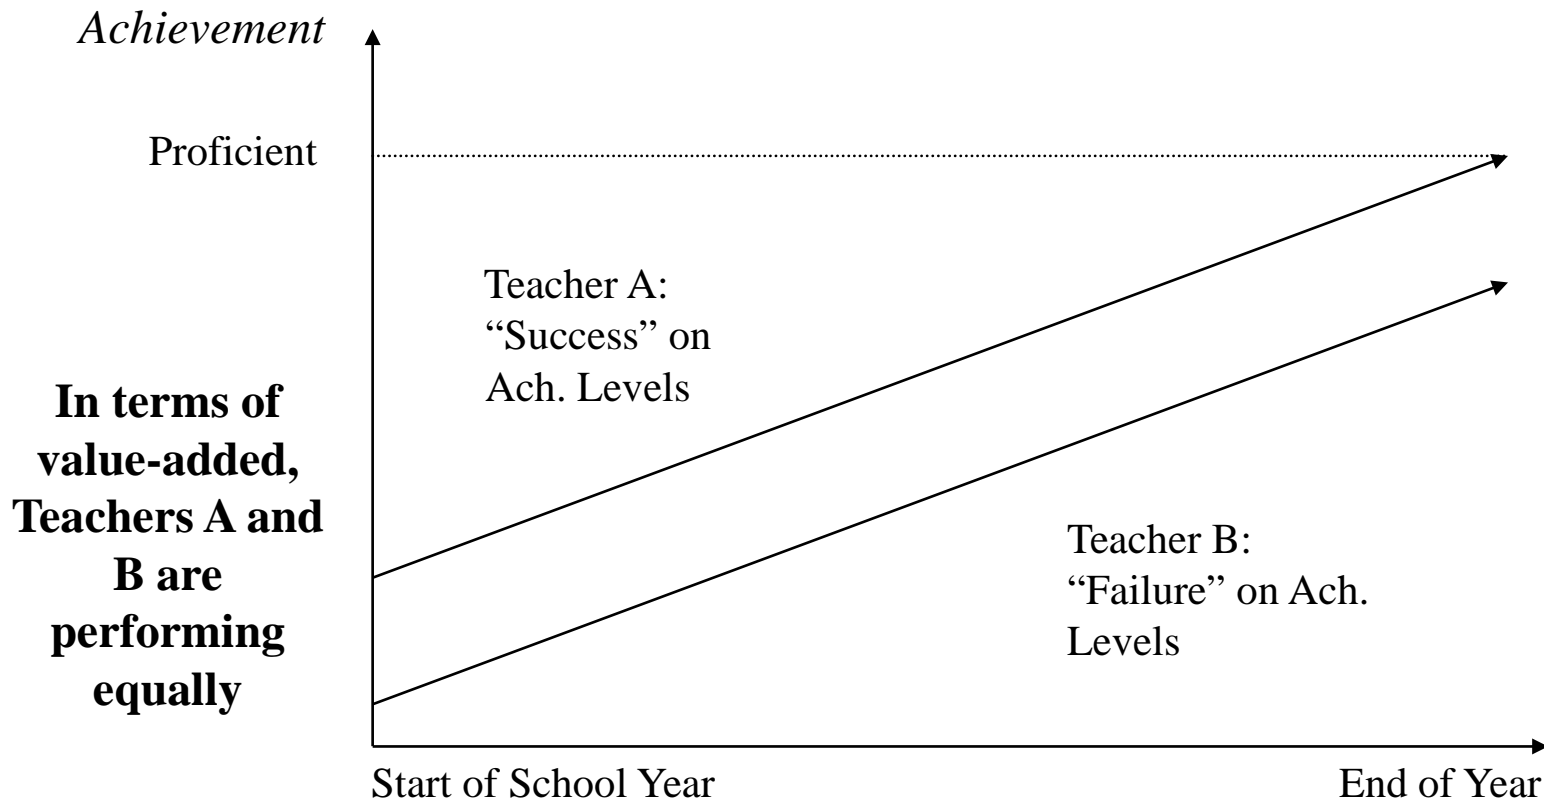 Achievement
Proficient
Teacher A:
“Success” on
Ach. Levels
In terms of
value-added,
Teachers A and
B are
performing
equally
Teacher B:
“Failure” on Ach.
Levels
Start of School Year
End of Year